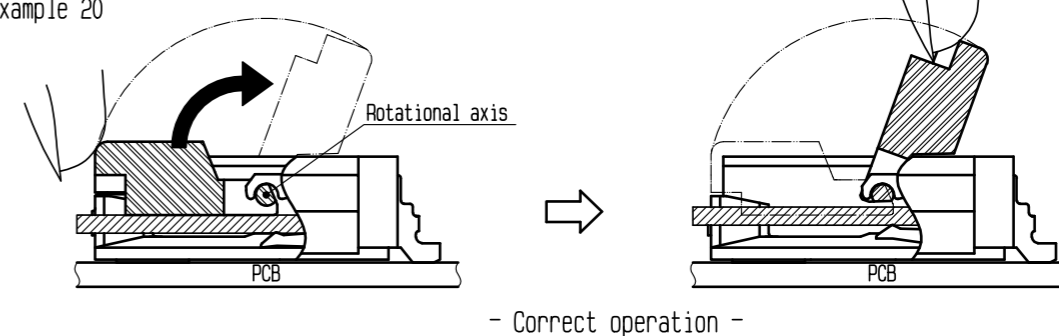 xample 20
Rotational axis
PCB
PCB
- Correct operation -